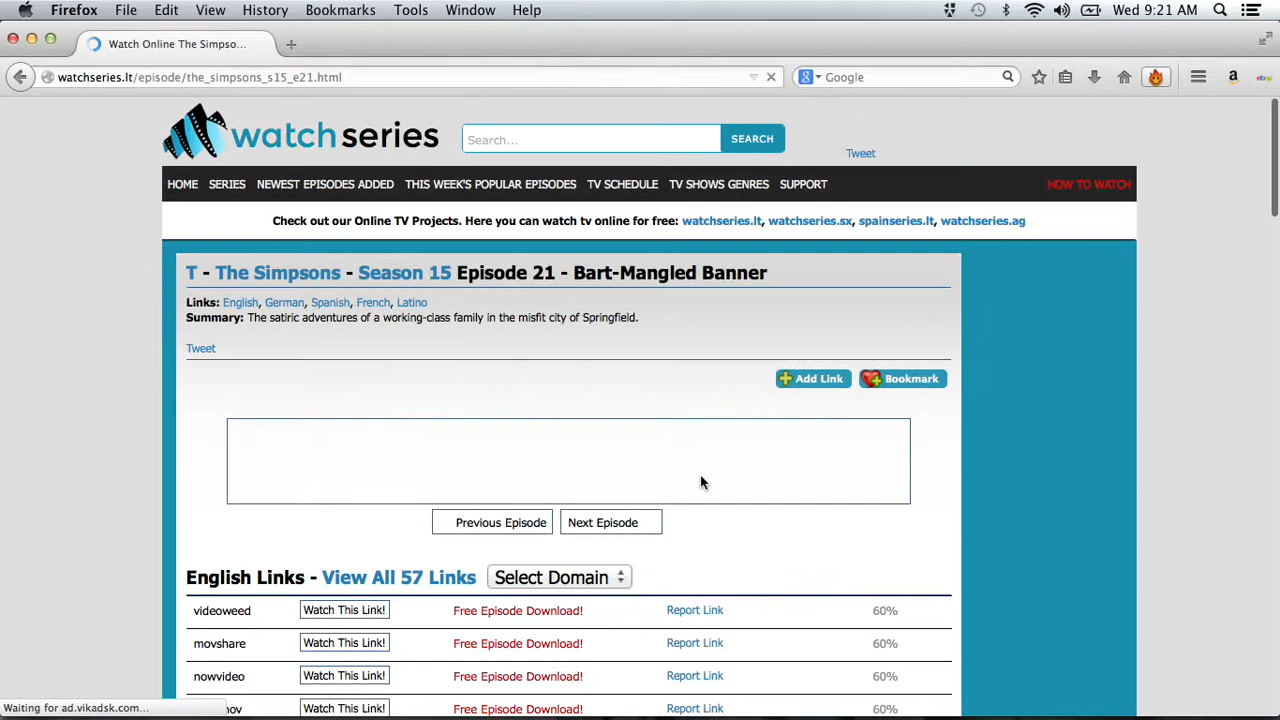 Firefox File Edit View History Bookmarks Tools Window Help Wed 9:21 AM
Watch Online The Simpso...
watchseries.lt/episode/the_simpsons_s15_e21.html Google
watch series Search... SEARCH
Tweet
HOME SERIES NEWEST EPISODES ADDED THIS WEEK'S POPULAR EPISODES TV SCHEDULE TV SHOWS GENRES SUPPORT HOW TO WATCH
Check out our Online TV Projects. Here you can watch tv online for free: watchseries.lt, watchseries.sx, spainseries.lt, watchseries.ag
T - The Simpsons - Season 15 Episode 21 - Bart-Mangled Banner
Links: English, German, Spanish, French, Latino
Summary: The satiric adventures of a working-class family in the misfit city of Springfield.
Tweet
Add Link Bookmark
Previous Episode Next Episode
English Links - View All 57 Links Select Domain
videoweed Watch This Link! Free Episode Download! Report Link 60%
movshare Watch This Link! Free Episode Download! Report Link 60%
nowvideo Watch This Link! Free Episode Download! Report Link 60%
Waiting for ad.vikadsk.com... Watch This Link! Free Episode Download! Report Link 60%